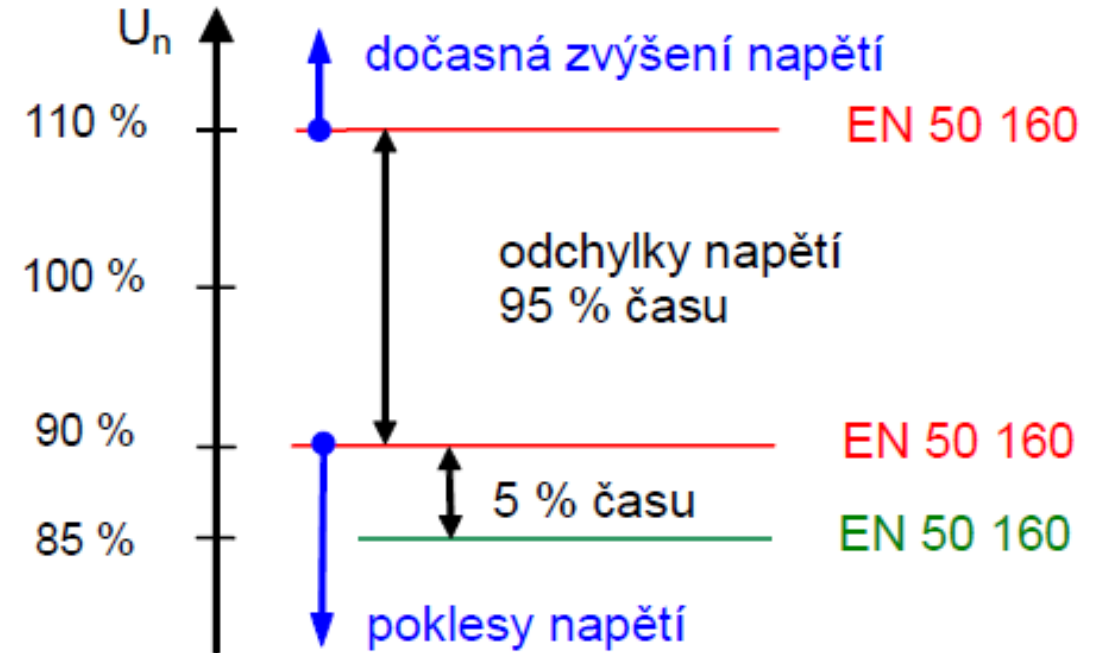 Un
dočasná zvýšení napětí
110 %
EN 50 160
odchylky napětí
100 %
95 % času
90 %
EN 50 160
5 % času
85 %
EN 50 160
poklesy napětí